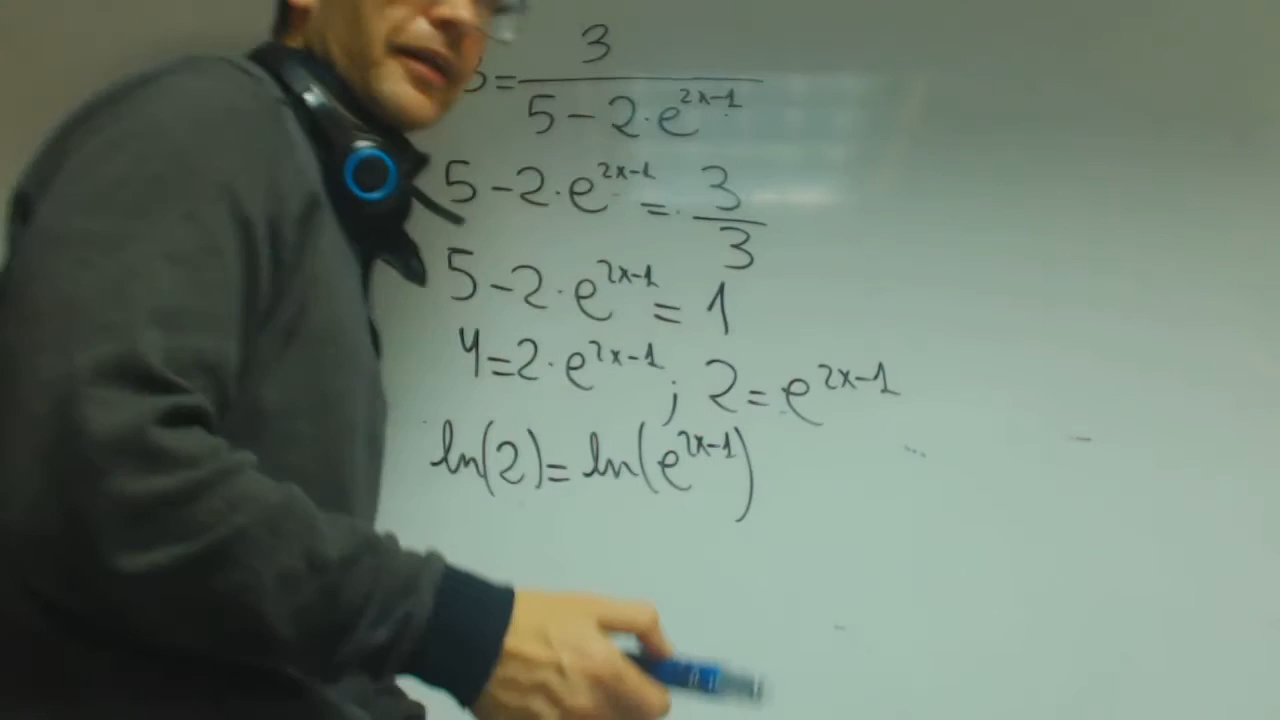 3 = 3 / (5 - 2 · e^(2x-1))
5 - 2 · e^(2x-1) = 3/3
5 - 2 · e^(2x-1) = 1
4 = 2 · e^(2x-1) ; 2 = e^(2x-1)
ln(2) = ln(e^(2x-1))